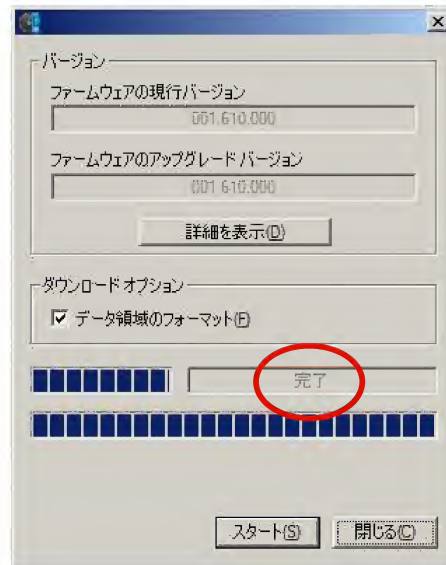 バージョン
ファームウェアの現行バージョン
001.610.000
ファームウェアのアップグレード バージョン
001.610.000
詳細を表示(D)
ダウンロード オプション
データ領域のフォーマット(F)
完了
スタート(S)
閉じる(C)